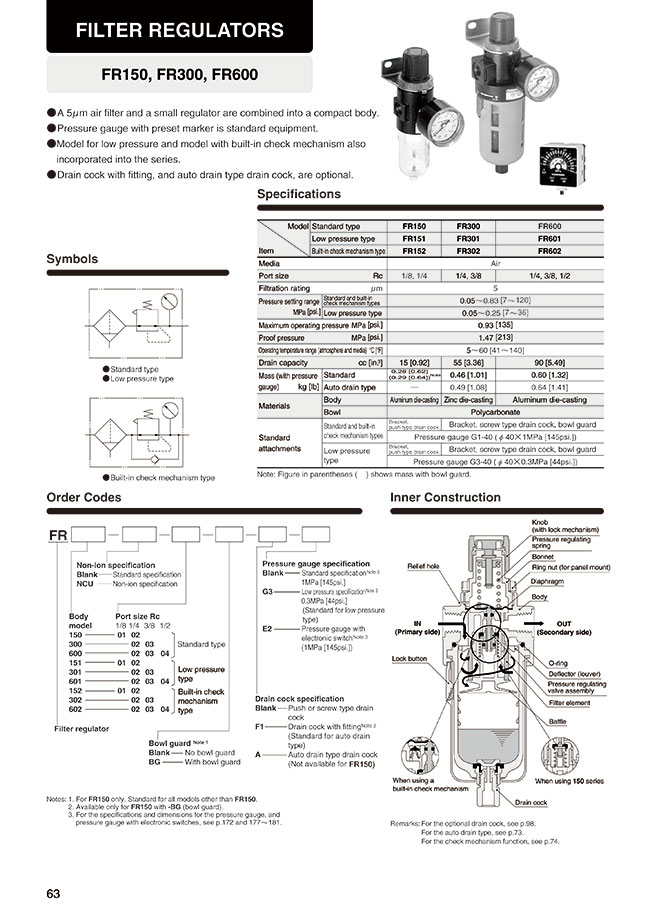 FILTER REGULATORS
FR150, FR300, FR600
●A 5μm air filter and a small regulator are combined into a compact body.
●Pressure gauge with preset marker is standard equipment.
●Model for low pressure and model with built-in check mechanism also
incorporated into the series.
●Drain cock with fitting, and auto drain type drain cock, are optional.
Specifications
Model Standard type FR150 FR300 FR600
Low pressure type FR151 FR301 FR601
Item Built-in check mechanism type FR152 FR302 FR602
Media Air
Port size Rc 1/8, 1/4 1/4, 3/8 1/4, 3/8, 1/2
Filtration rating μm 5
Pressure setting range Standard and built-in check mechanism types 0.05~0.83 [7~120]
MPa [psi.] Low pressure type 0.05~0.25 [7~36]
Maximum operating pressure MPa [psi.] 0.93 [135]
Proof pressure MPa [psi.] 1.47 [213]
Operating temperature range (atmosphere and media) °C [°F] 5~60 [41~140]
Drain capacity cc [in.³] 15 [0.92] 55 [3.36] 90 [5.49]
Mass (with pressure gauge) kg [lb] Standard 0.28 [0.62] (0.29 [0.64])Note 0.46 [1.01] 0.60 [1.32]
Auto drain type — 0.49 [1.08] 0.64 [1.41]
Materials Body Aluminum die-casting Zinc die-casting Aluminum die-casting
Bowl Polycarbonate
Standard attachments Standard and built-in check mechanism types Bracket, push type drain cock Bracket, screw type drain cock, bowl guard
Pressure gauge G1-40 (φ40×1MPa [145psi.])
Low pressure type Bracket, push type drain cock Bracket, screw type drain cock, bowl guard
Pressure gauge G3-40 (φ40×0.3MPa [44psi.])
Note: Figure in parentheses ( ) shows mass with bowl guard.
Symbols
●Standard type
●Low pressure type
●Built-in check mechanism type
Order Codes
FR
Non-ion specification
Blank Standard specification
NCU Non-ion specification
Body model Port size Rc
1/8 1/4 3/8 1/2
150 01 02
300 02 03
600 02 03 04
Standard type
151 01 02
301 02 03
601 02 03 04
Low pressure type
152 01 02
302 02 03
602 02 03 04
Built-in check mechanism type
Filter regulator
Bowl guard Note 1
Blank No bowl guard
BG With bowl guard
Pressure gauge specification
Blank Standard specification Note 3
1MPa [145psi.]
G3 Low pressure specification Note 3
0.3MPa [44psi.]
(Standard for low pressure
type)
E2 Pressure gauge with
electronic switch Note 3
(1MPa [145psi.])
Drain cock specification
Blank Push or screw type drain
cock
F1 Drain cock with fitting Note 2
(Standard for auto drain
type)
A Auto drain type drain cock
(Not available for FR150)
Notes: 1. For FR150 only. Standard for all models other than FR150.
2. Available only for FR150 with -BG (bowl guard).
3. For the specifications and dimensions for the pressure gauge, and
pressure gauge with electronic switches, see p.172 and 177~181.
Inner Construction
Knob
(with lock mechanism)
Pressure regulating
spring
Bonnet
Ring nut (for panel mount)
Relief hole
Diaphragm
Body
IN
(Primary side)
OUT
(Secondary side)
Lock button
O-ring
Deflector (louver)
Pressure regulating
valve assembly
Filter element
Baffle
When using a
built-in check mechanism
When using 150 series
Drain cock
Remarks: For the optional drain cock, see p.98.
For the auto drain type, see p.73.
For the check mechanism function, see p.74.
63